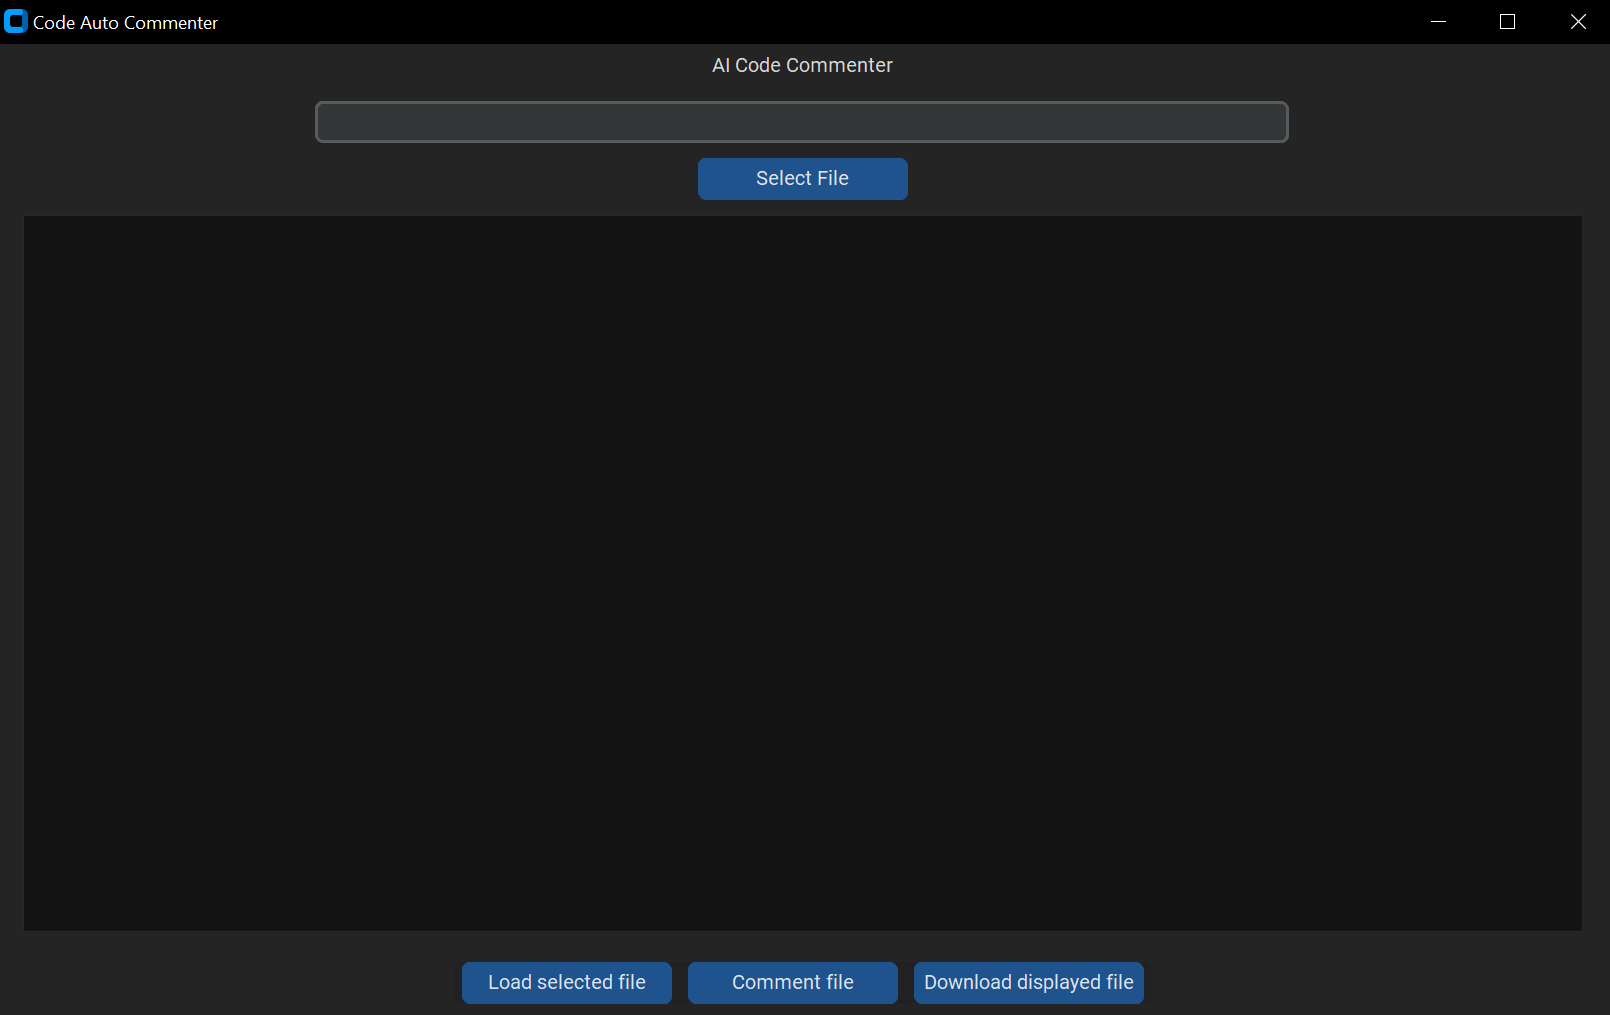 Code Auto Commenter
AI Code Commenter
Select File
Load selected file
Comment file
Download displayed file